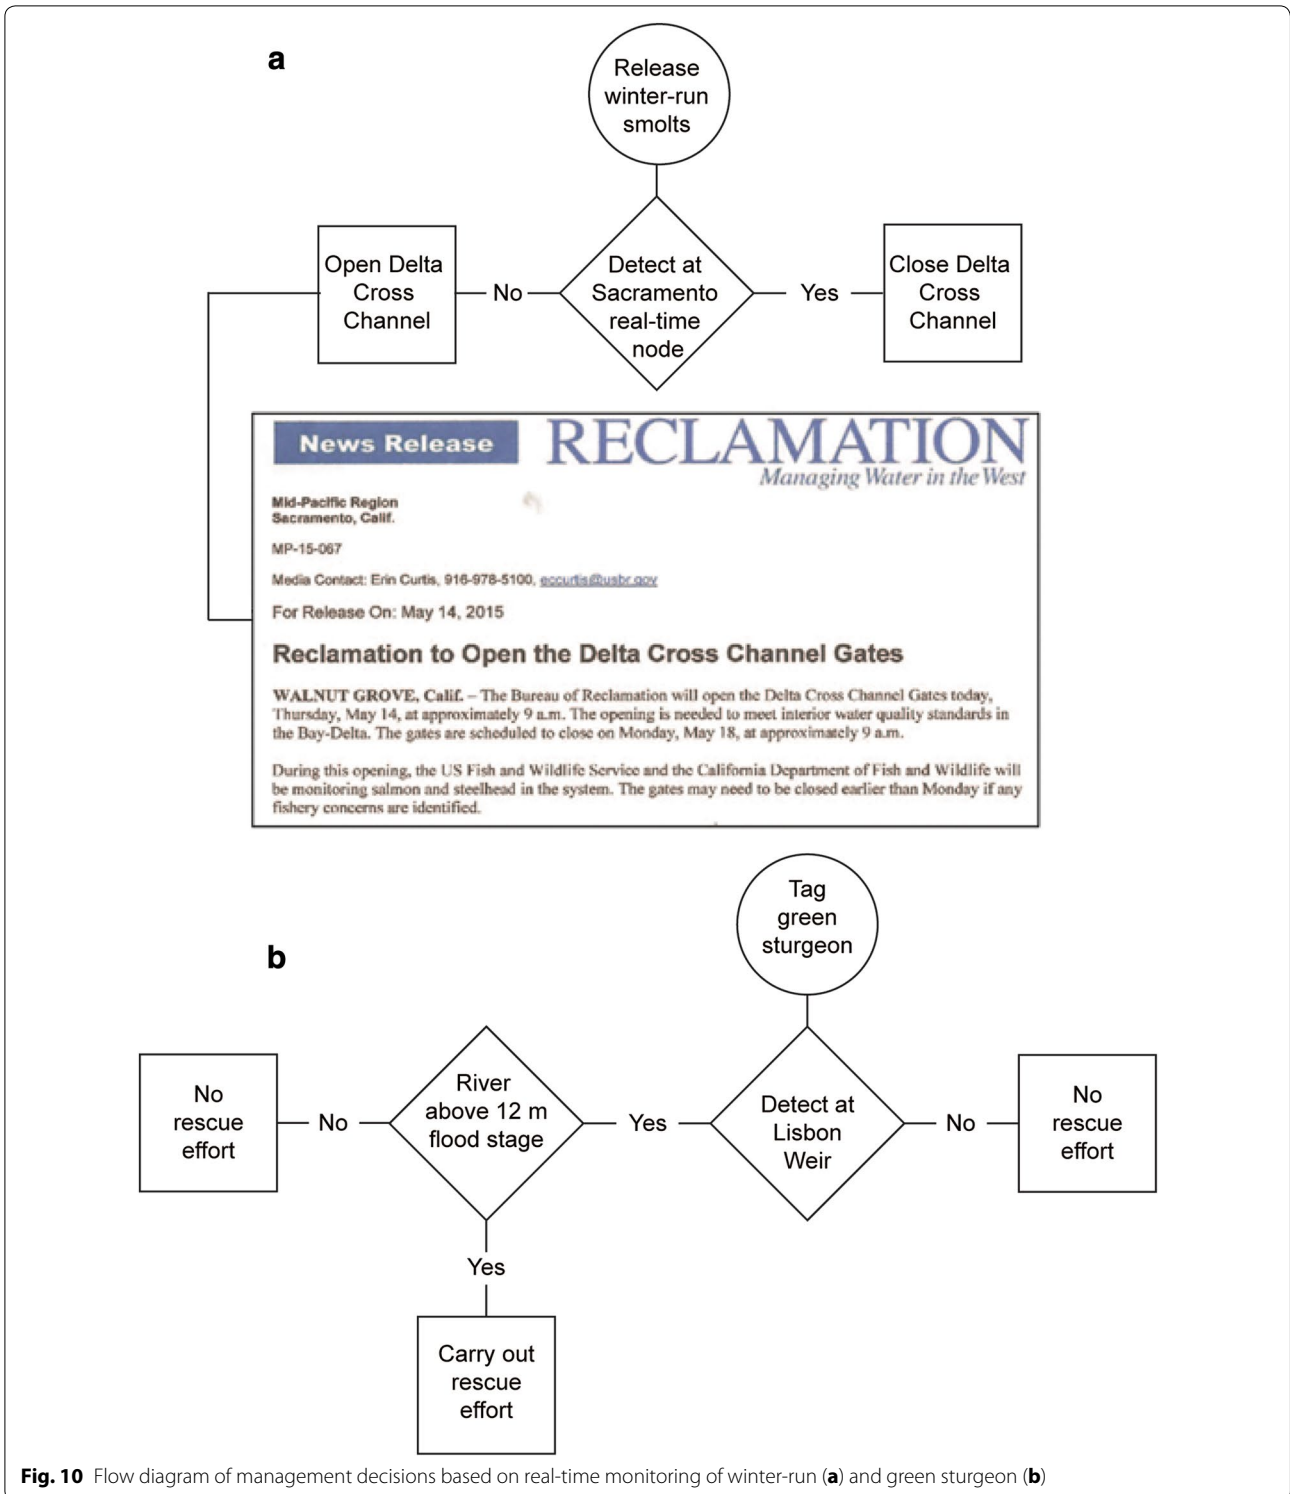 a
Release
winter-run
smolts
Open Delta
Cross
Channel
No
Detect at
Sacramento
real-time
node
Yes
Close Delta
Cross
Channel
News Release
RECLAMATION
Managing Water in the West
Mid-Pacific Region
Sacramento, Calif.
MP-15-067
Media Contact: Erin Curtis, 916-978-5100, eccurtis@usbr.gov
For Release On: May 14, 2015
Reclamation to Open the Delta Cross Channel Gates
WALNUT GROVE, Calif. – The Bureau of Reclamation will open the Delta Cross Channel Gates today,
Thursday, May 14, at approximately 9 a.m. The opening is needed to meet interior water quality standards in
the Bay-Delta. The gates are scheduled to close on Monday, May 18, at approximately 9 a.m.
During this opening, the US Fish and Wildlife Service and the California Department of Fish and Wildlife will
be monitoring salmon and steelhead in the system. The gates may need to be closed earlier than Monday if any
fishery concerns are identified.
b
Tag
green
sturgeon
No
rescue
effort
No
River
above 12 m
flood stage
Yes
Detect at
Lisbon
Weir
No
No
rescue
effort
Yes
Carry out
rescue
effort
Fig. 10 Flow diagram of management decisions based on real-time monitoring of winter-run (a) and green sturgeon (b)